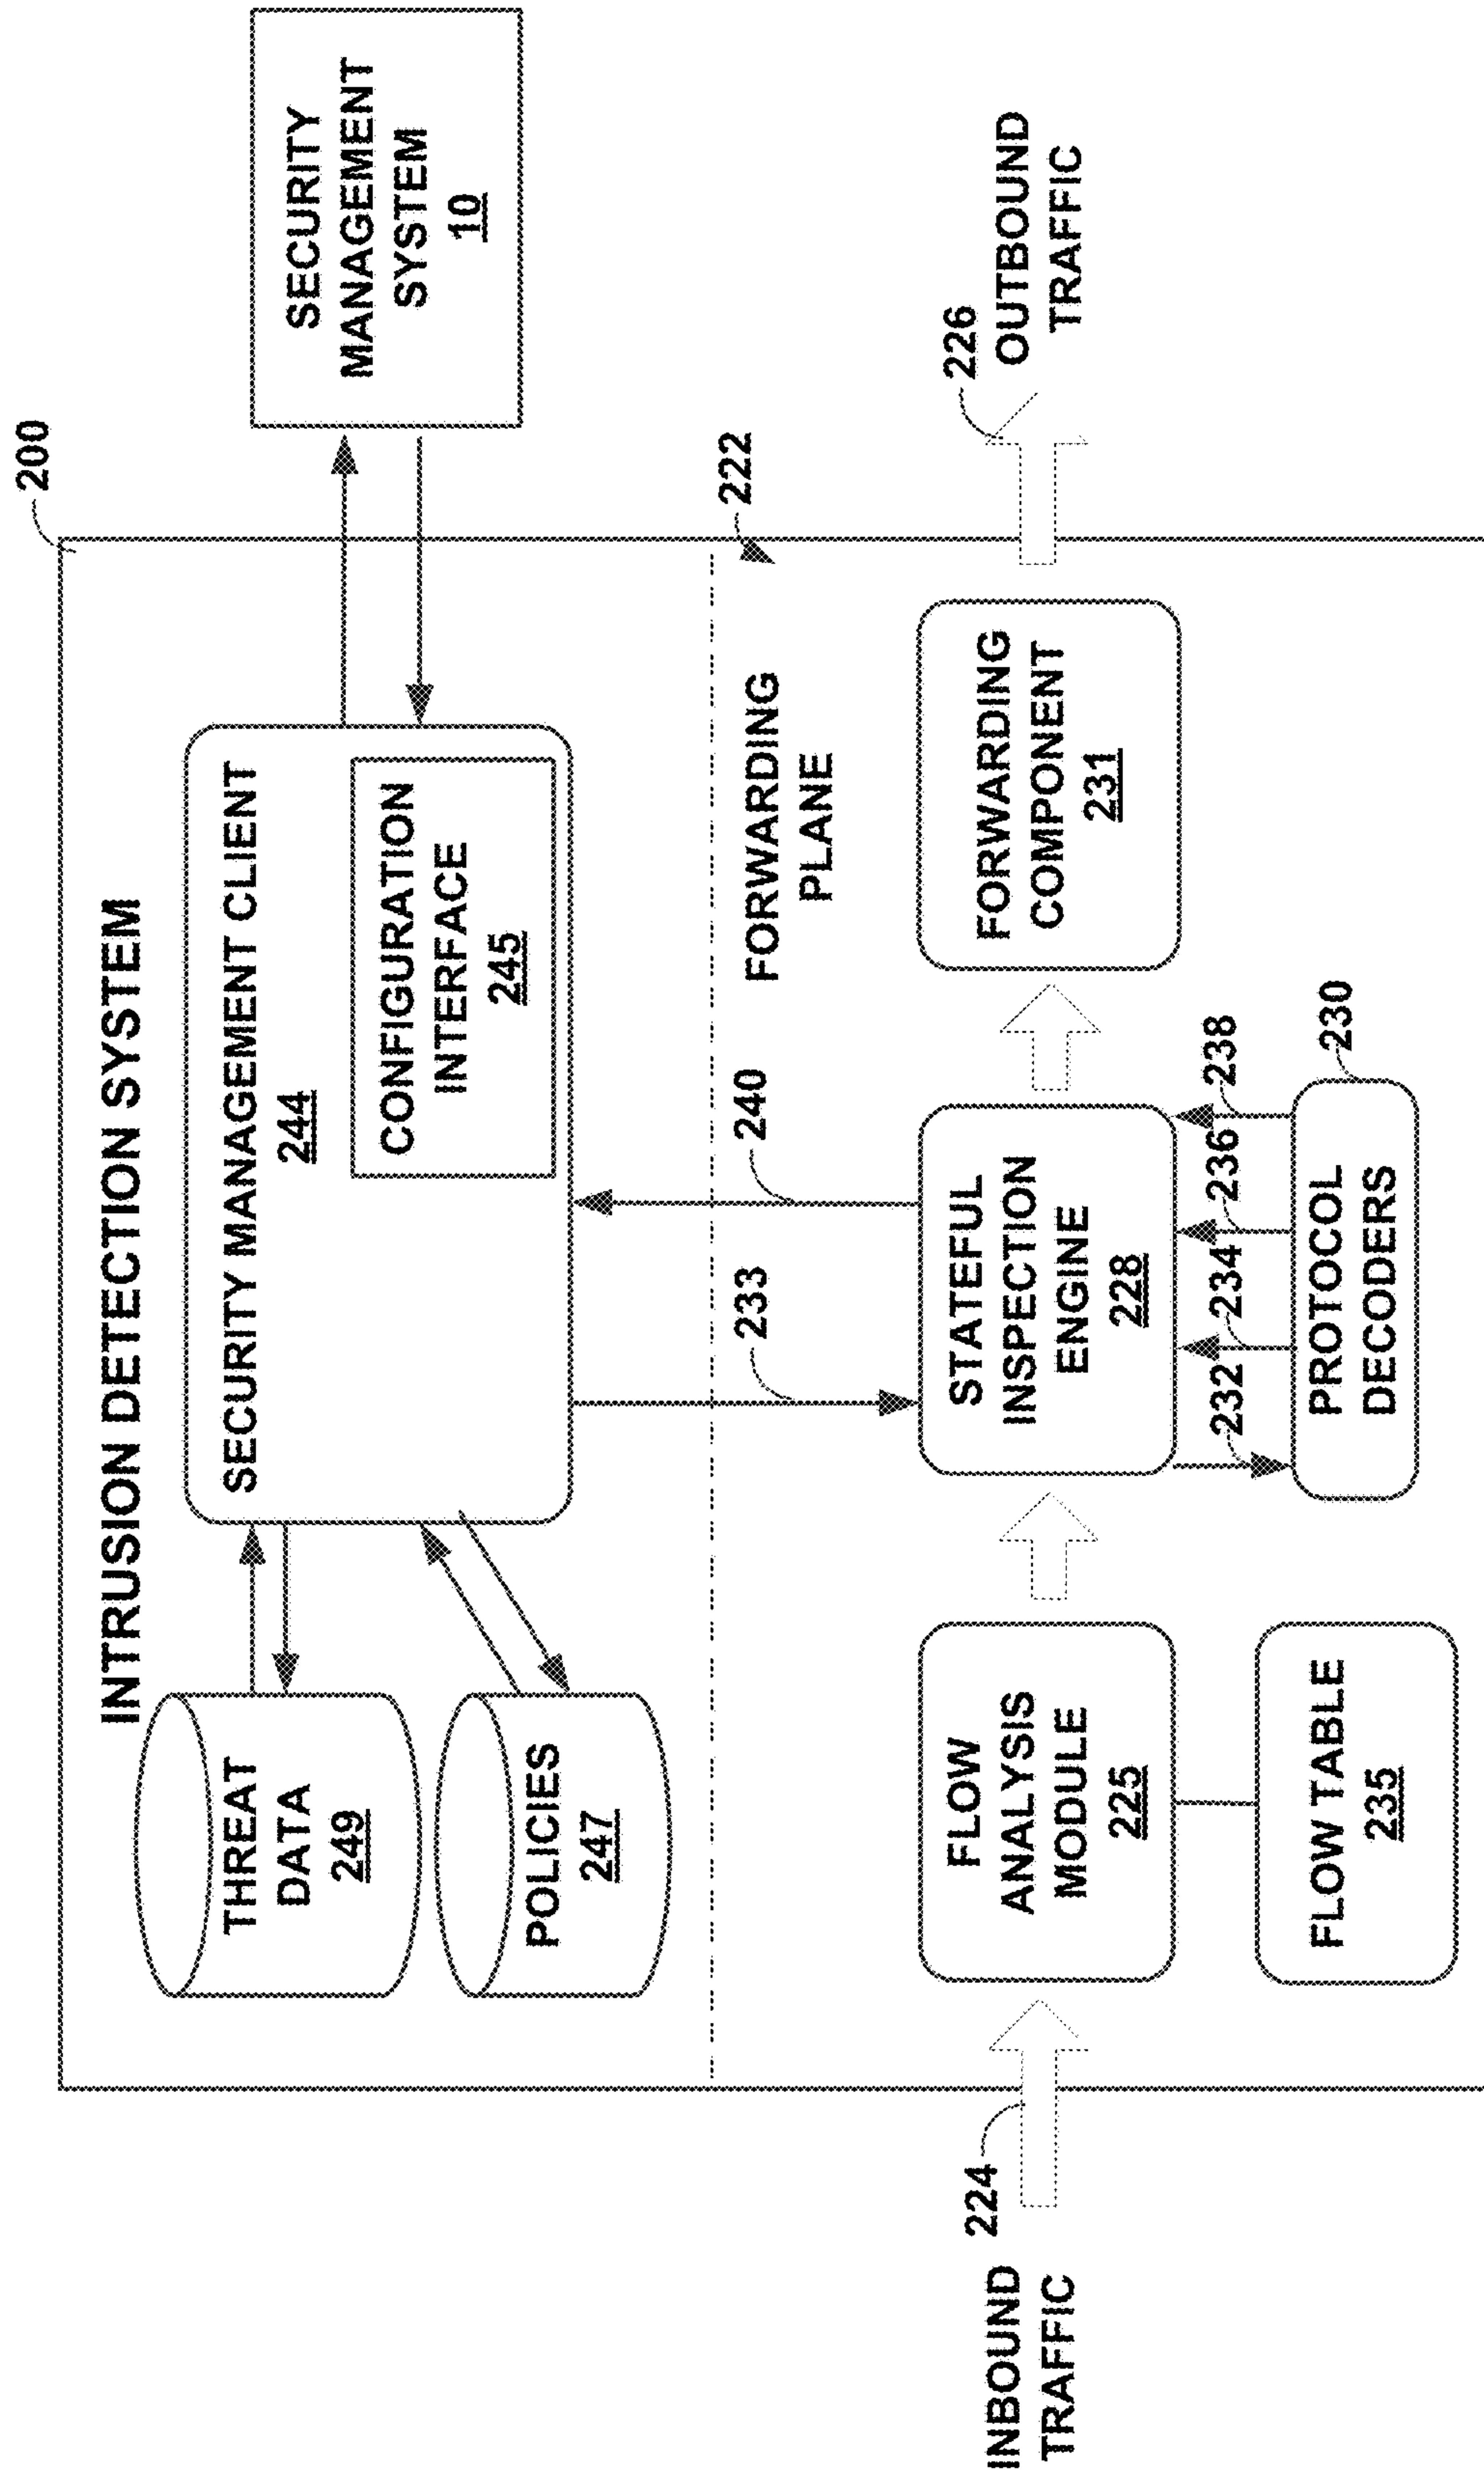 200
INTRUSION DETECTION SYSTEM
THREAT
DATA
249
POLICIES
247
SECURITY MANAGEMENT CLIENT
244
CONFIGURATION
INTERFACE
245
SECURITY
MANAGEMENT
SYSTEM
10
222
FORWARDING
PLANE
233
240
INBOUND
TRAFFIC
224
FLOW
ANALYSIS
MODULE
225
STATEFUL
INSPECTION
ENGINE
228
FORWARDING
COMPONENT
231
226
OUTBOUND
TRAFFIC
232
234
236
238
230
FLOW TABLE
235
PROTOCOL
DECODERS